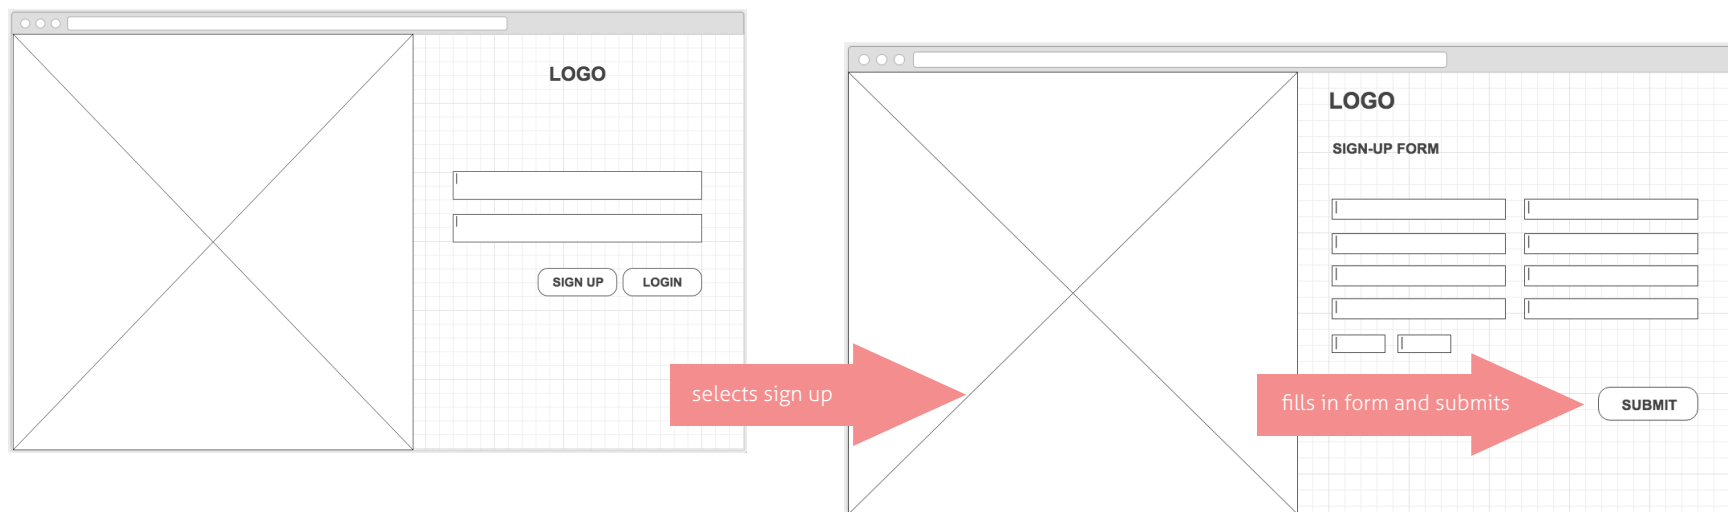 LOGO
SIGN UP
LOGIN
selects sign up
LOGO
SIGN-UP FORM
fills in form and submits
SUBMIT